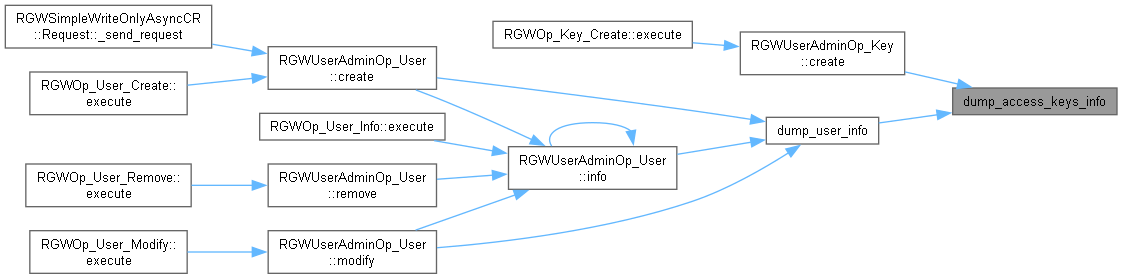 RGWSimpleWriteOnlyAsyncCR
::Request::_send_request
RGWOp_User_Create::
execute
RGWUserAdminOp_User
::create
RGWOp_User_Info::execute
RGWOp_User_Remove::
execute
RGWUserAdminOp_User
::remove
RGWOp_User_Modify::
execute
RGWUserAdminOp_User
::modify
RGWOp_Key_Create::execute
RGWUserAdminOp_User
::info
RGWUserAdminOp_Key
::create
dump_user_info
dump_access_keys_info